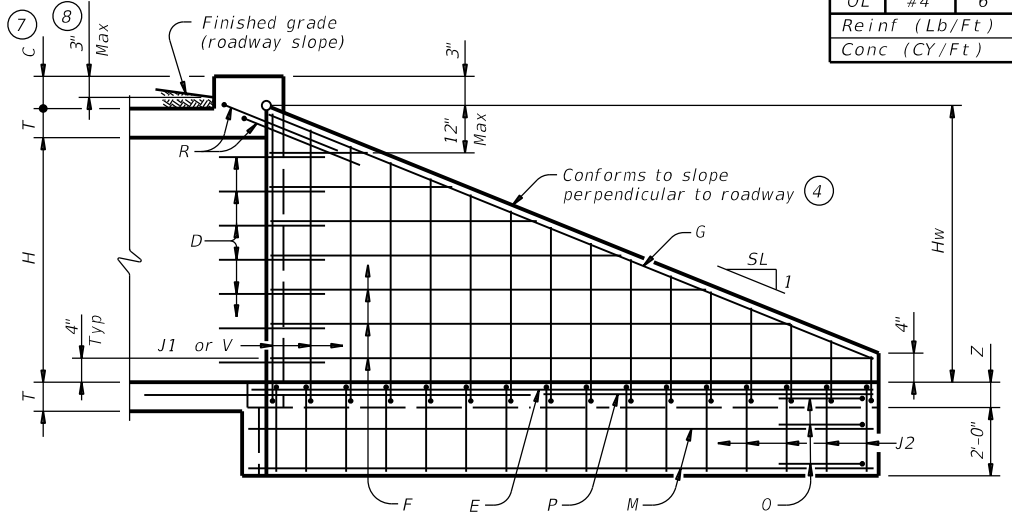 7
8
C
3"
Max
Finished grade
(roadway slope)
3"
#4
6
Reinf (Lb/Ft)
Conc (CY/Ft)
T
R
12"
Max
Conforms to slope
perpendicular to roadway
4
D
G
SL
1
H
Hw
4"
Typ
J1 or V
4"
Z
T
2'-0"
J2
F
E
P
M
O